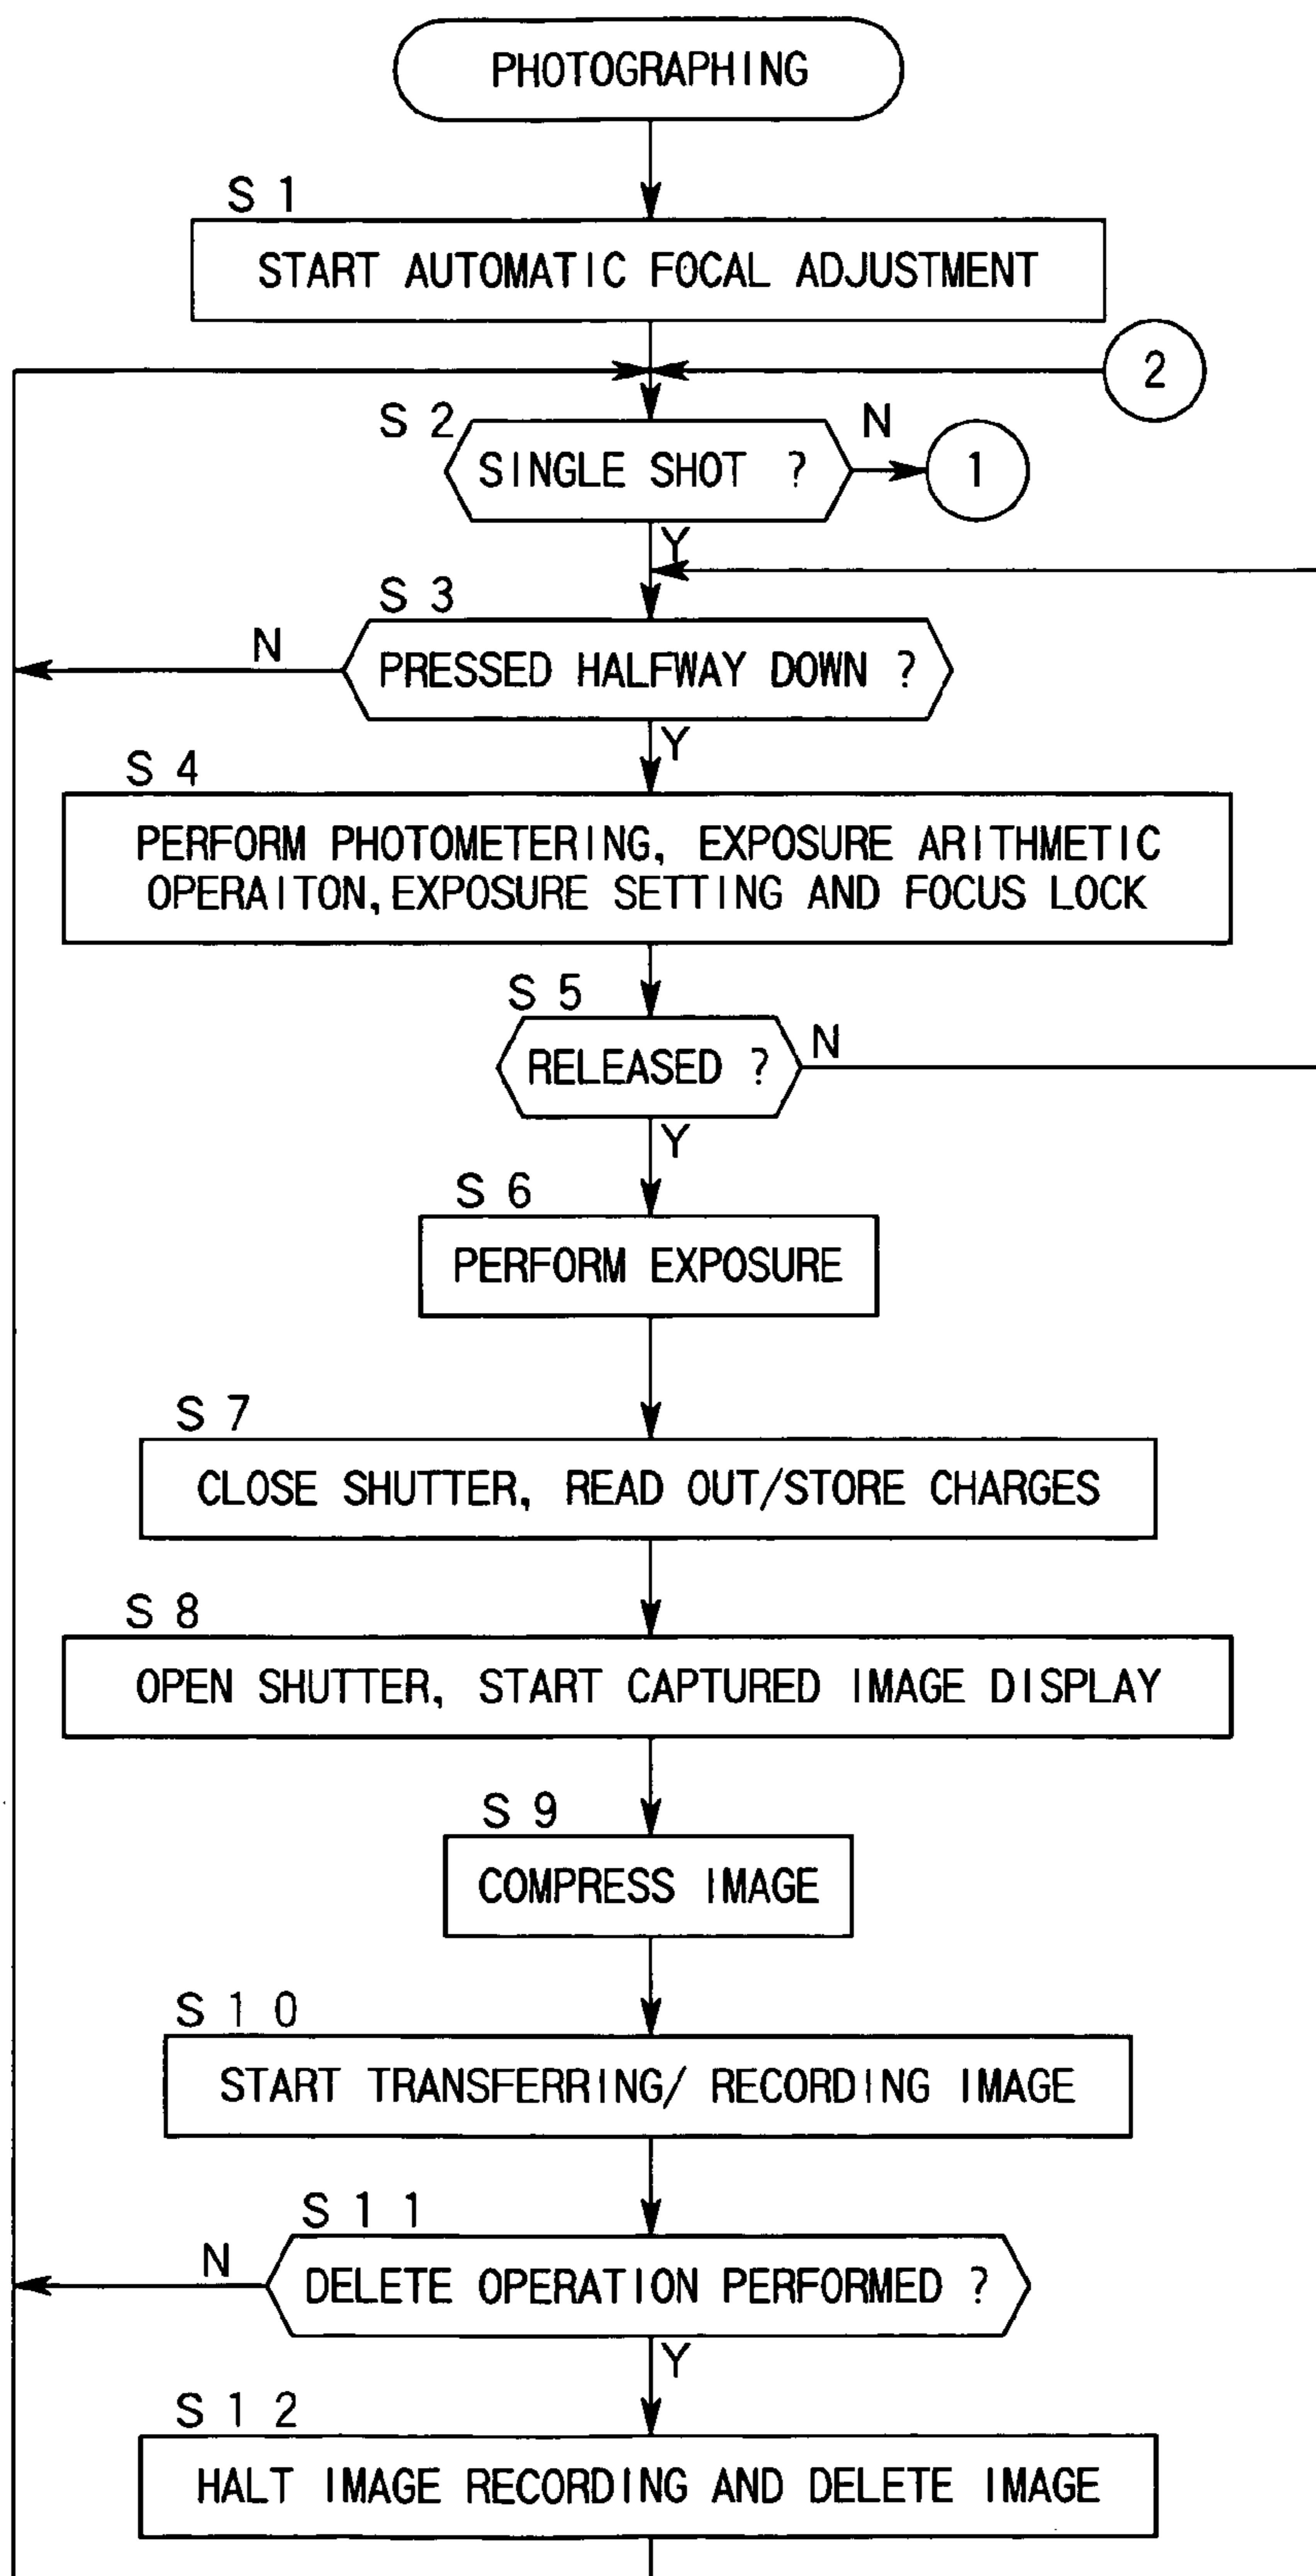 PHOTOGRAPHING
S 1
START AUTOMATIC FOCAL ADJUSTMENT
2
S 2
N
SINGLE SHOT ?
1
Y
S 3
N
PRESSED HALFWAY DOWN ?
Y
S 4
PERFORM PHOTOMETERING, EXPOSURE ARITHMETIC
OPERAITON, EXPOSURE SETTING AND FOCUS LOCK
S 5
RELEASED ?
N
Y
S 6
PERFORM EXPOSURE
S 7
CLOSE SHUTTER, READ OUT/STORE CHARGES
S 8
OPEN SHUTTER, START CAPTURED IMAGE DISPLAY
S 9
COMPRESS IMAGE
S 1 0
START TRANSFERRING/ RECORDING IMAGE
S 1 1
N
DELETE OPERATION PERFORMED ?
Y
S 1 2
HALT IMAGE RECORDING AND DELETE IMAGE